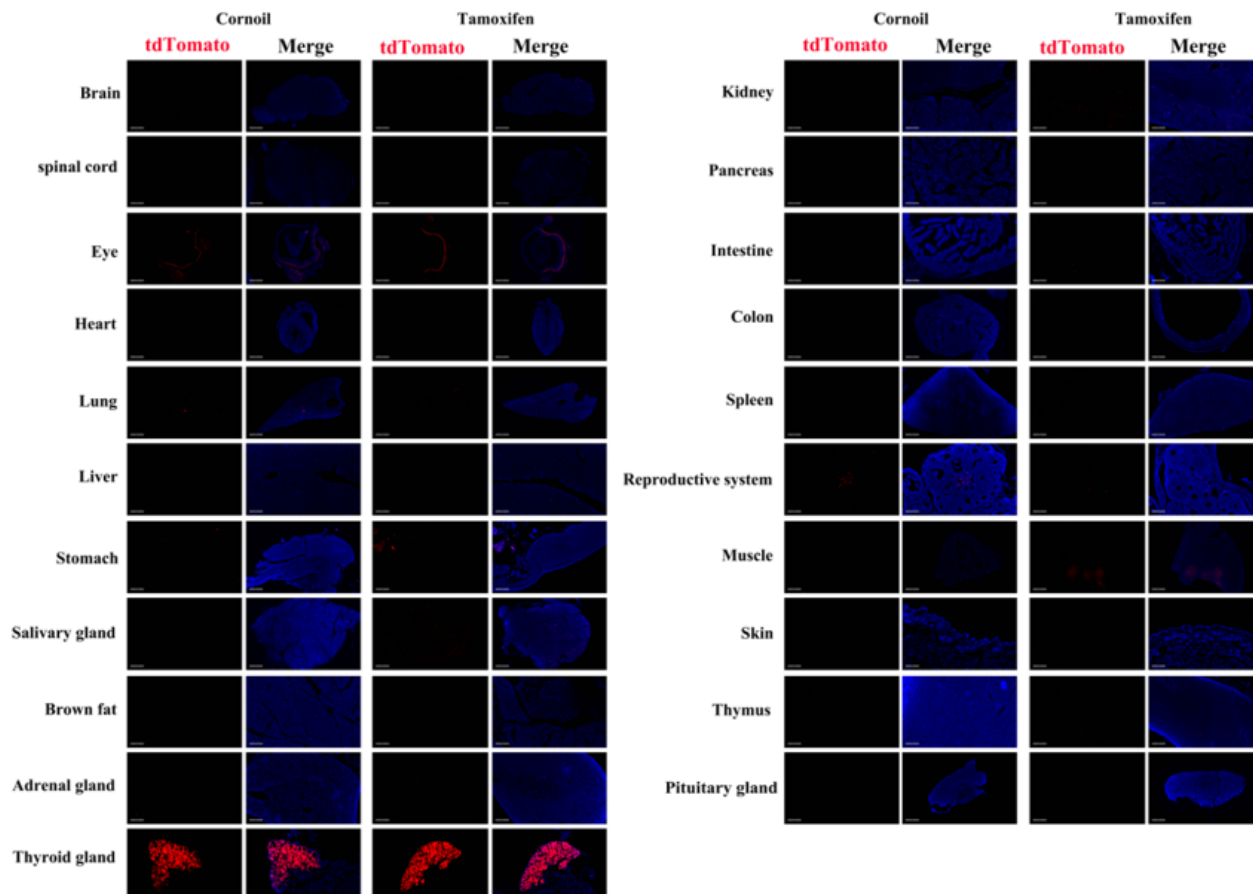 Cornoil Tamoxifen Cornoil Tamoxifen
tdTomato Merge tdTomato Merge tdTomato Merge tdTomato Merge
Brain
spinal cord
Eye
Heart
Lung
Liver
Stomach
Salivary gland
Brown fat
Adrenal gland
Thyroid gland
Kidney
Pancreas
Intestine
Colon
Spleen
Reproductive system
Muscle
Skin
Thymus
Pituitary gland